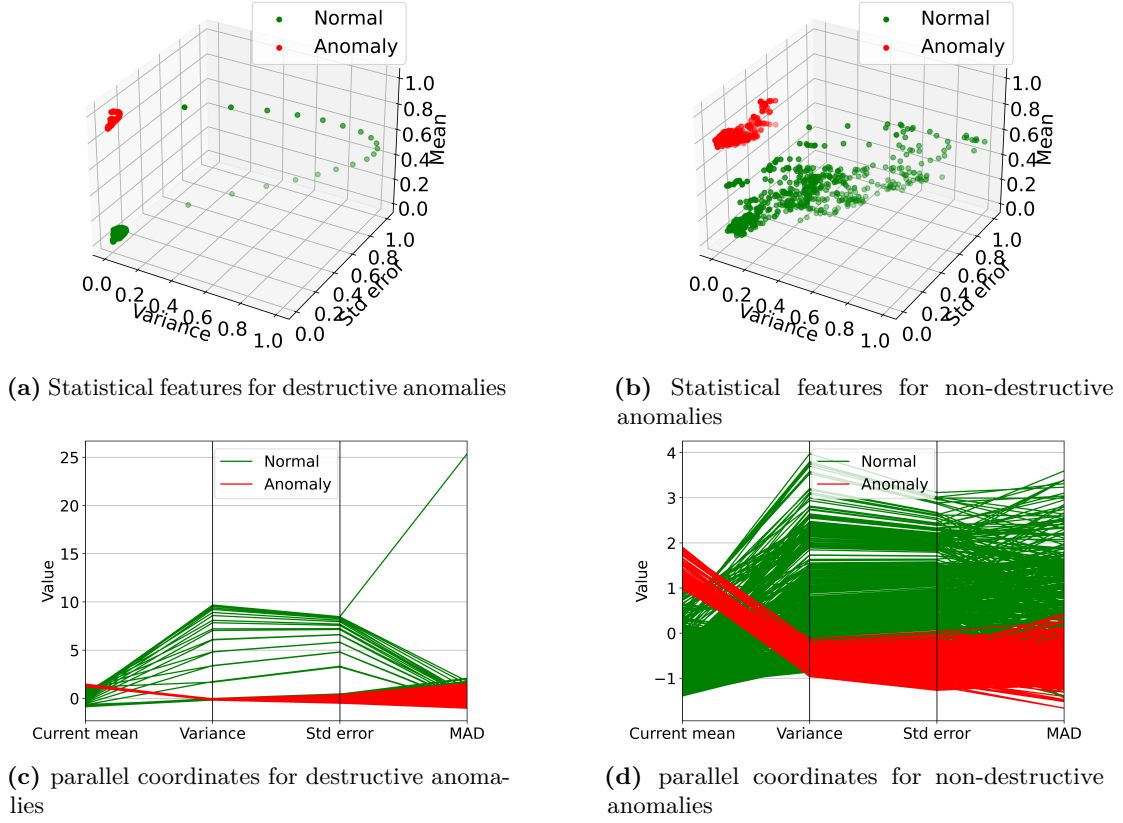 Normal
Anomaly
1.0
0.8
0.6
0.4
0.2
0.0
Mean
0.0
0.2
0.4
0.6
0.8
1.0
Variance
0.0
0.2
0.4
0.6
0.8
1.0
Std error
(a) Statistical features for destructive anomalies
Normal
Anomaly
1.0
0.8
0.6
0.4
0.2
0.0
Mean
0.0
0.2
0.4
0.6
0.8
1.0
Variance
0.0
0.2
0.4
0.6
0.8
1.0
Std error
(b) Statistical features for non-destructive
anomalies
Normal
Anomaly
25
20
15
10
5
0
Value
Current mean Variance Std error MAD
(c) parallel coordinates for destructive anoma-
lies
Normal
Anomaly
4
3
2
1
0
−1
Value
Current mean Variance Std error MAD
(d) parallel coordinates for non-destructive
anomalies